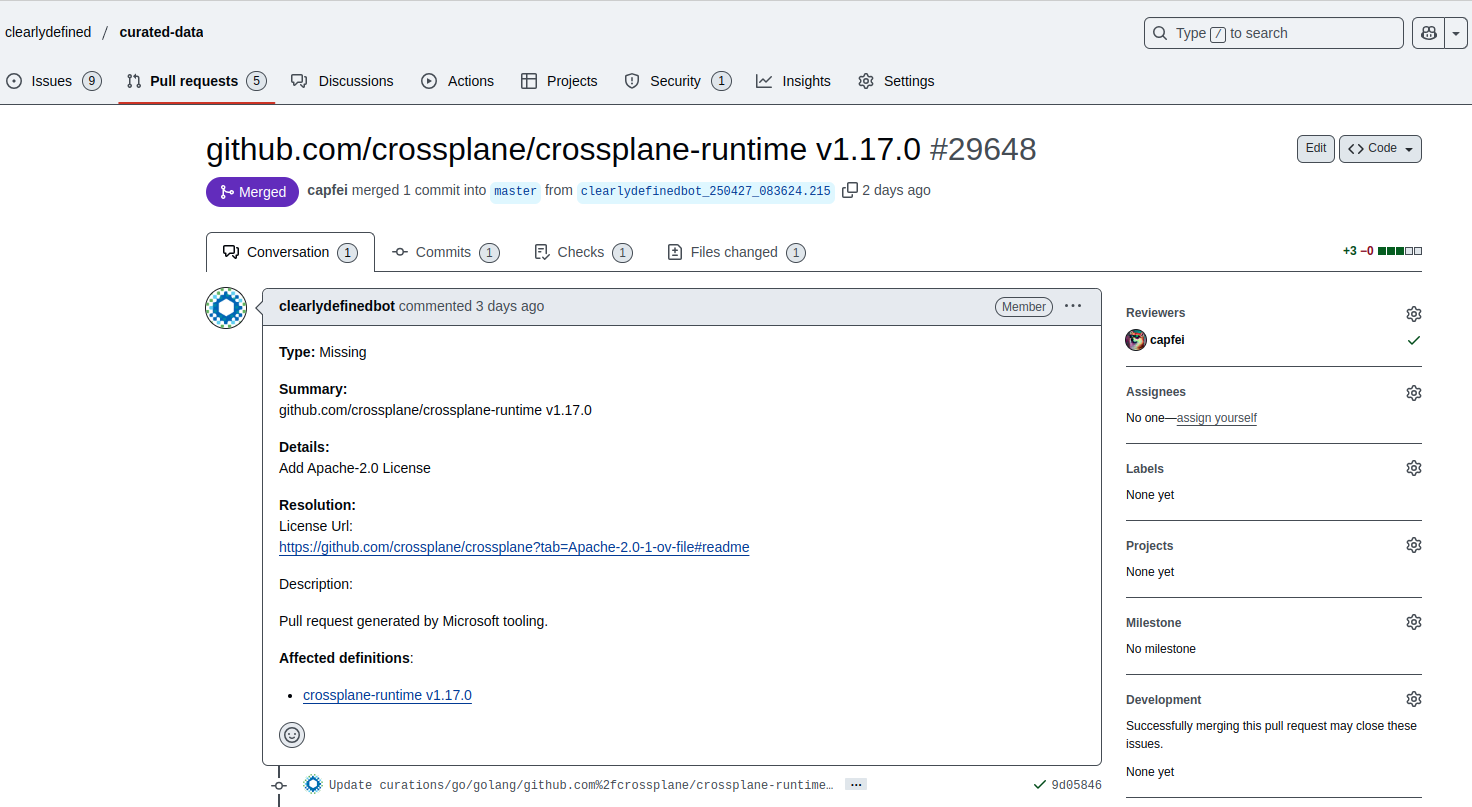 clearlydefined / curated-data
Type / to search
Issues 9 Pull requests 5 Discussions Actions Projects Security 1 Insights Settings
github.com/crossplane/crossplane-runtime v1.17.0 #29648
Edit Code
Merged capfei merged 1 commit into master from clearlydefinedbot_250427_083624.215 2 days ago
Conversation 1 Commits 1 Checks 1 Files changed 1
+3 −0
clearlydefinedbot commented 3 days ago
Member
Type: Missing
Summary:
github.com/crossplane/crossplane-runtime v1.17.0
Details:
Add Apache-2.0 License
Resolution:
License Url:
https://github.com/crossplane/crossplane?tab=Apache-2.0-1-ov-file#readme
Description:
Pull request generated by Microsoft tooling.
Affected definitions:
crossplane-runtime v1.17.0
Update curations/go/golang/github.com%2fcrossplane/crossplane-runtime… …
9d05846
Reviewers
capfei
Assignees
No one—assign yourself
Labels
None yet
Projects
None yet
Milestone
No milestone
Development
Successfully merging this pull request may close these
issues.
None yet